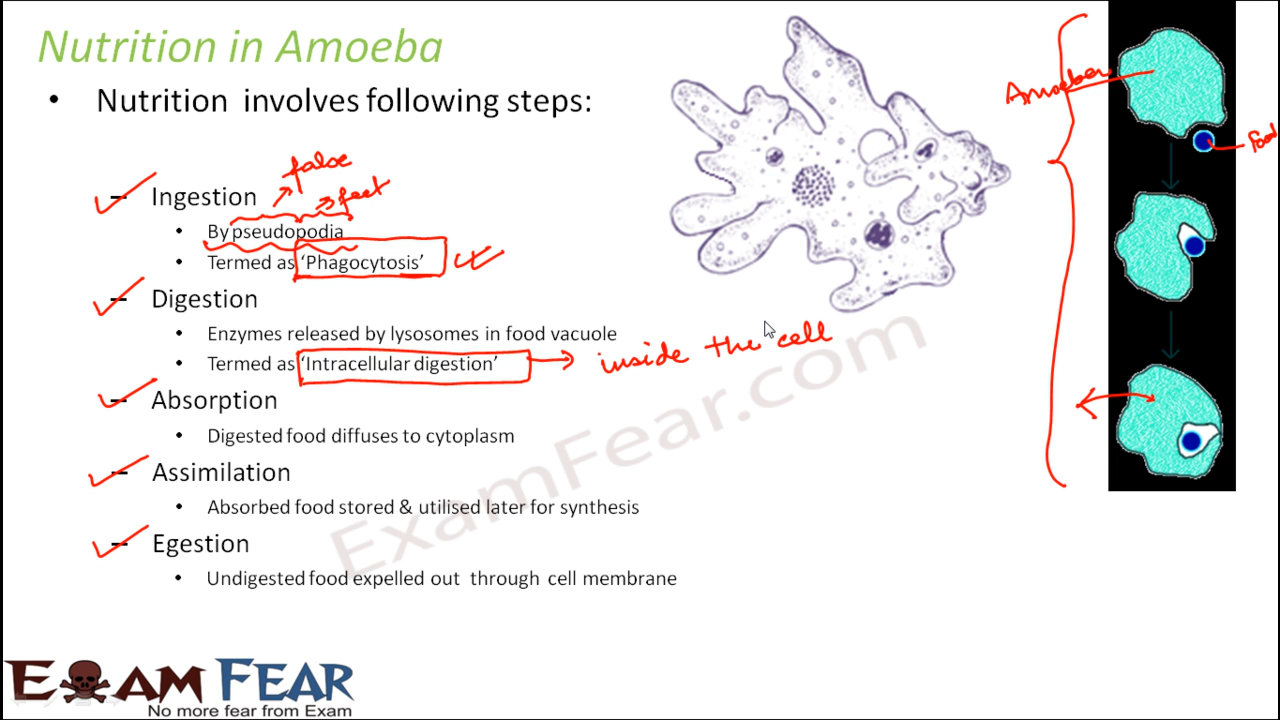 Nutrition in Amoeba
• Nutrition involves following steps:
false
feet
– Ingestion
• By pseudopodia
• Termed as ‘Phagocytosis’
– Digestion
• Enzymes released by lysosomes in food vacuole
• Termed as ‘Intracellular digestion’
inside the cell
– Absorption
• Digested food diffuses to cytoplasm
– Assimilation
• Absorbed food stored & utilised later for synthesis
– Egestion
• Undigested food expelled out through cell membrane
Food
ExamFear.com
EXAM FEAR
No more fear from Exam